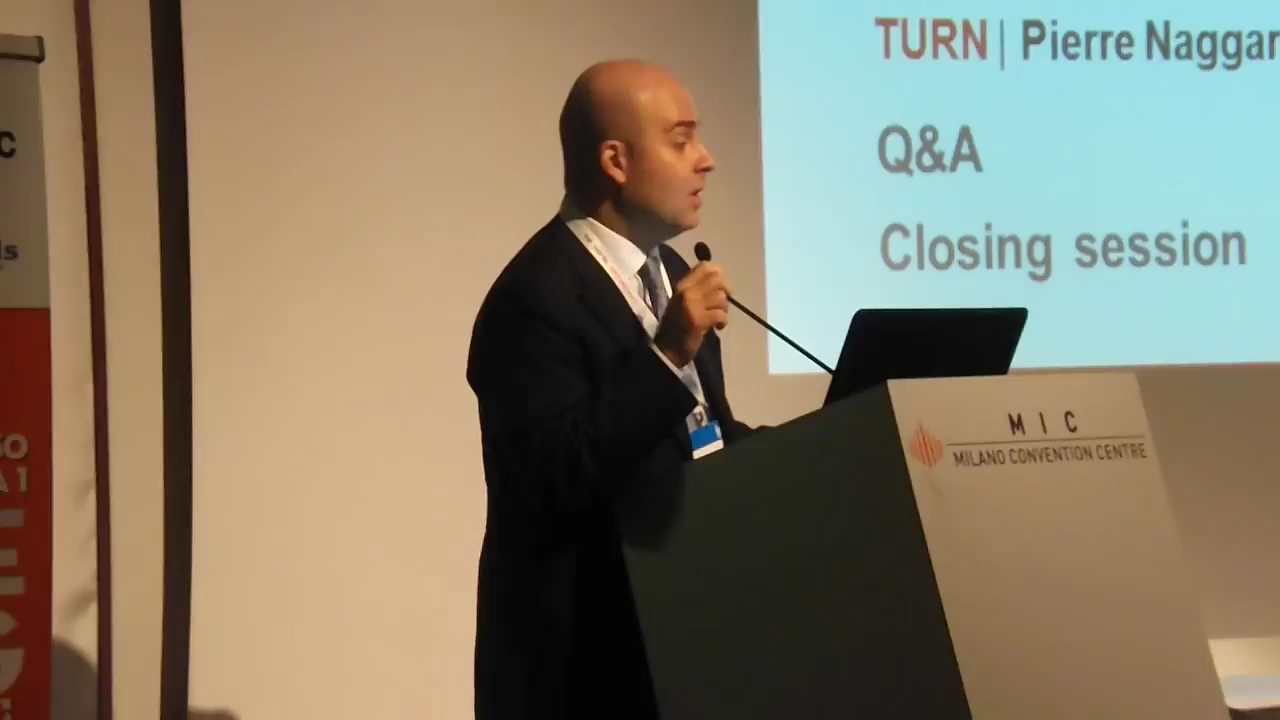 TURN | Pierre Naggar
Q&A
Closing session
M I C
MILANO CONVENTION CENTRE